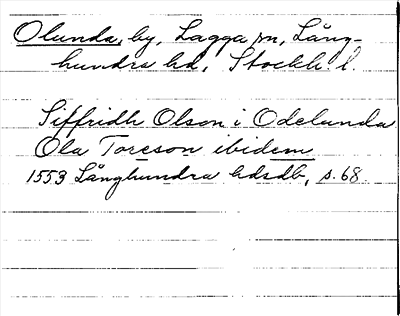 Olunda, by, Lagga sn, Lång-
hundra hd, Stockh. l.
Siffridh Olson i Odelunda
Ola Toreson ibidem
1553 Långhundra hdsdb, s. 68.